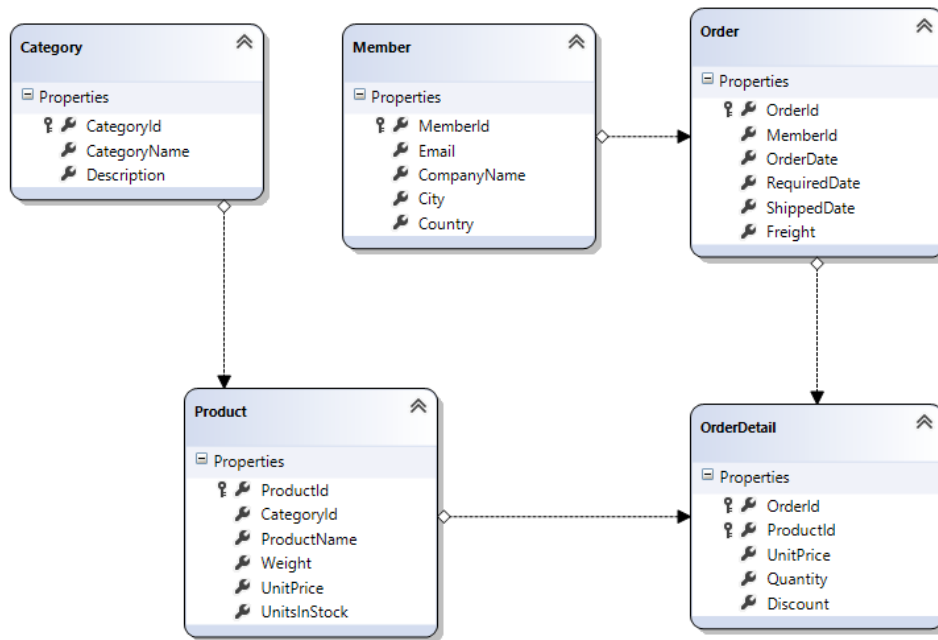 Category
Properties
CategoryId
CategoryName
Description
Member
Properties
MemberId
Email
CompanyName
City
Country
Order
Properties
OrderId
MemberId
OrderDate
RequiredDate
ShippedDate
Freight
Product
Properties
ProductId
CategoryId
ProductName
Weight
UnitPrice
UnitsInStock
OrderDetail
Properties
OrderId
ProductId
UnitPrice
Quantity
Discount